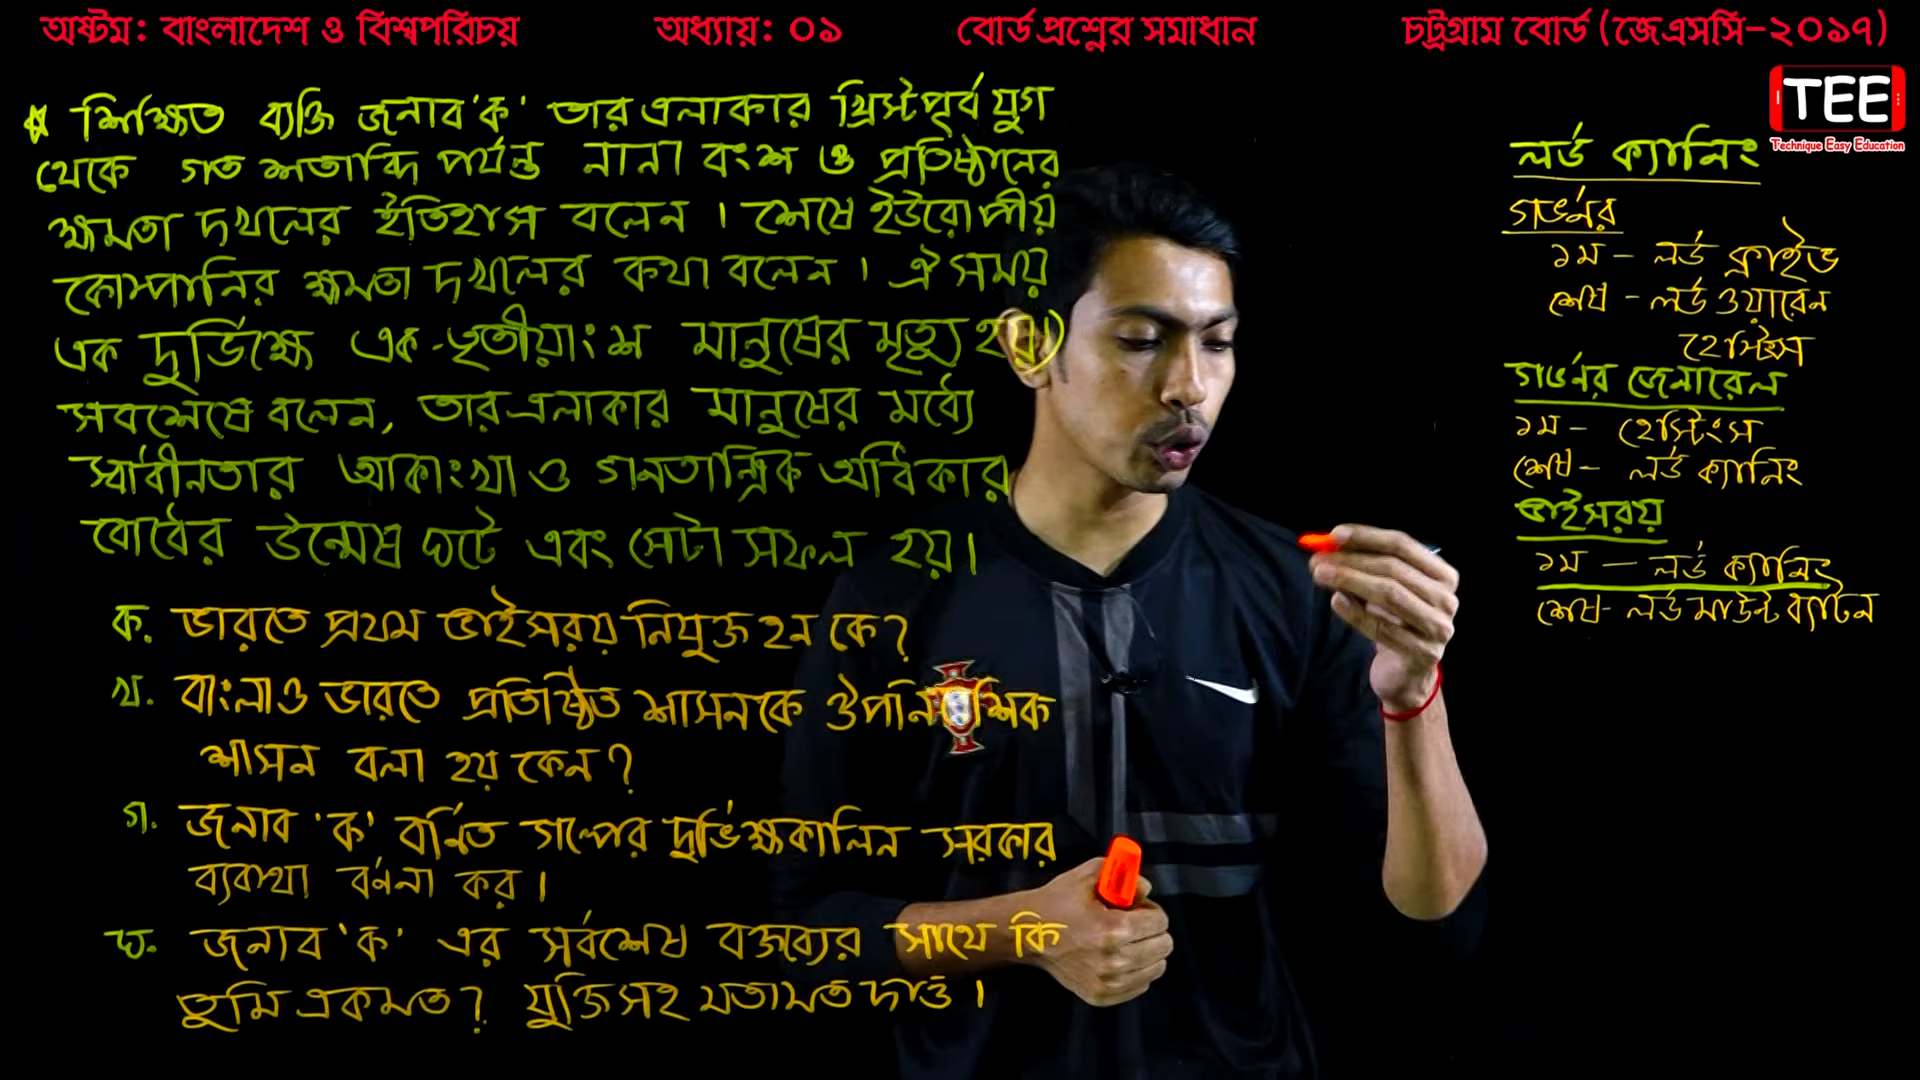 অষ্টম: বাংলাদেশ ও বিশ্বপরিচয় অধ্যায়: ০১ বোর্ড প্রশ্নের সমাধান চট্টগ্রাম বোর্ড (জেএসসি-২০১৭)
TEE
Technique Easy Education
শিক্ষিত ব্যক্তি জনাব 'ক' তার এলাকার খ্রিস্টপূর্ব যুগ
থেকে গত শতাব্দি পর্যন্ত নানা বংশ ও প্রতিষ্ঠানের
ক্ষমতা দখলের ইতিহাস বলেন। শেষে ইউরোপীয়
কোম্পানির ক্ষমতা দখলের কথা বলেন। ঐ সময়
এক দুর্ভিক্ষে এক-তৃতীয়াংশ মানুষের মৃত্যু হয়।
সবশেষে বলেন, তার এলাকার মানুষের মধ্যে
স্বাধীনতার আকাংখা ও গনতান্ত্রিক অধিকার
বোধের উন্মেষ ঘটে এবং সেটা সফল হয়।
ক. ভারতে প্রথম ভাইসরয় নিযুক্ত হন কে?
খ. বাংলা ও ভারতে প্রতিষ্ঠিত শাসনকে ঔপনিবেশিক
শাসন বলা হয় কেন?
গ. জনাব 'ক' বর্নিত গল্পের দুর্ভিক্ষকালিন সরকার
ব্যবস্থা বর্ননা কর।
ঘ. জনাব 'ক' এর সর্বশেষ বক্তব্যের সাথে কি
তুমি একমত? যুক্তিসহ মতামত দাও।
লর্ড ক্যানিং
গভর্নর
১ম - লর্ড ক্লাইভ
শেষ - লর্ড ওয়ারেন
হেস্টিংস
গভর্নর জেনারেল
১ম - হেস্টিংস
শেষ - লর্ড ক্যানিং
ভাইসরয়
১ম - লর্ড ক্যানিং
শেষ - লর্ড মাউন্ট ব্যাটন